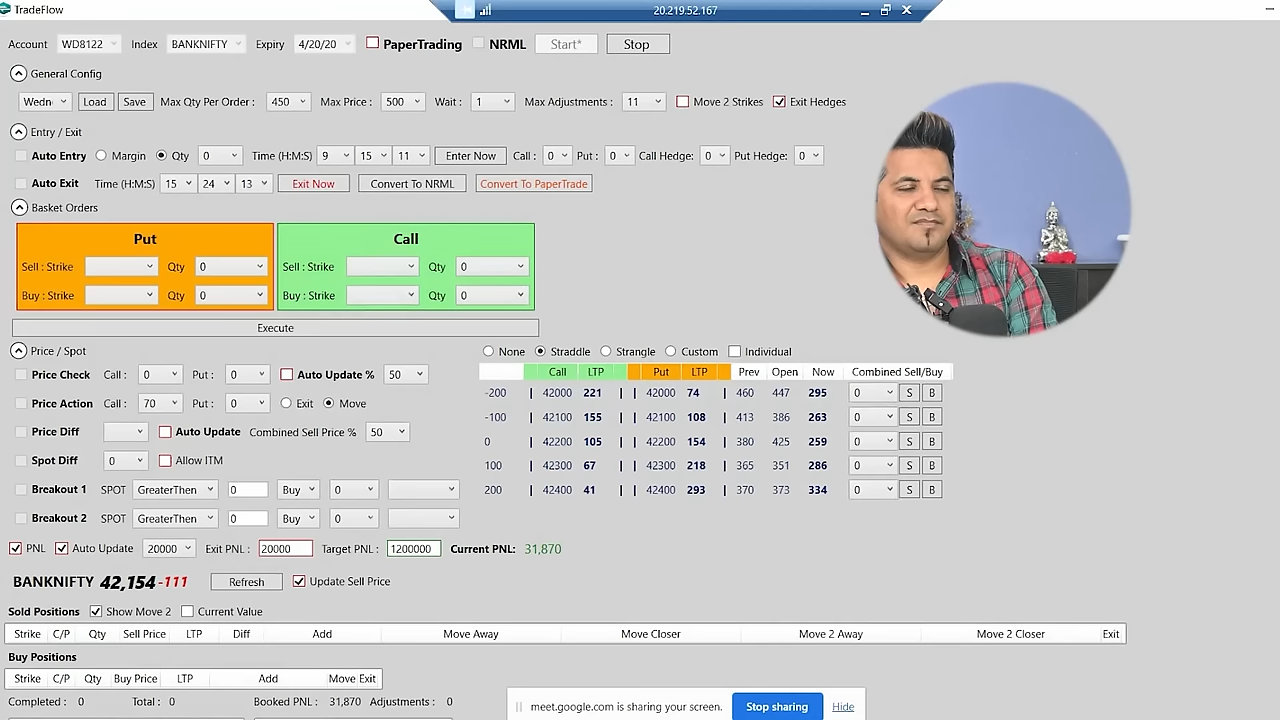 TradeFlow
20.219.52.167
Account WD8122 Index BANKNIFTY Expiry 4/20/20 PaperTrading NRML Start* Stop
General Config
Wedn Load Save Max Qty Per Order : 450 Max Price : 500 Wait : 1 Max Adjustments : 11 Move 2 Strikes Exit Hedges
Entry / Exit
Auto Entry Margin Qty 0 Time (H:M:S) 9 15 11 Enter Now Call : 0 Put : 0 Call Hedge: 0 Put Hedge: 0
Auto Exit Time (H:M:S) 15 24 13 Exit Now Convert To NRML Convert To PaperTrade
Basket Orders
Put Call
Sell : Strike Qty 0 Sell : Strike Qty 0
Buy : Strike Qty 0 Buy : Strike Qty 0
Execute
Price / Spot None Straddle Strangle Custom Individual
Call LTP Put LTP Prev Open Now Combined Sell/Buy
Price Check Call : 0 Put : 0 Auto Update % 50
-200 | 42000 221 | | 42000 74 | 460 447 295 0 S B
Price Action Call : 70 Put : 0 Exit Move
-100 | 42100 155 | | 42100 108 | 413 386 263 0 S B
Price Diff Auto Update Combined Sell Price % 50
0 | 42200 105 | | 42200 154 | 380 425 259 0 S B
Spot Diff 0 Allow ITM
100 | 42300 67 | | 42300 218 | 365 351 286 0 S B
Breakout 1 SPOT GreaterThen 0 Buy 0
200 | 42400 41 | | 42400 293 | 370 373 334 0 S B
Breakout 2 SPOT GreaterThen 0 Buy 0
PNL Auto Update 20000 Exit PNL : 20000 Target PNL : 1200000 Current PNL: 31,870
BANKNIFTY 42,154 -111 Refresh Update Sell Price
Sold Positions Show Move 2 Current Value
Strike C/P Qty Sell Price LTP Diff Add Move Away Move Closer Move 2 Away Move 2 Closer Exit
Buy Positions
Strike C/P Qty Buy Price LTP Add Move Exit
Completed : 0 Total : 0 Booked PNL : 31,870 Adjustments : 0
meet.google.com is sharing your screen. Stop sharing Hide